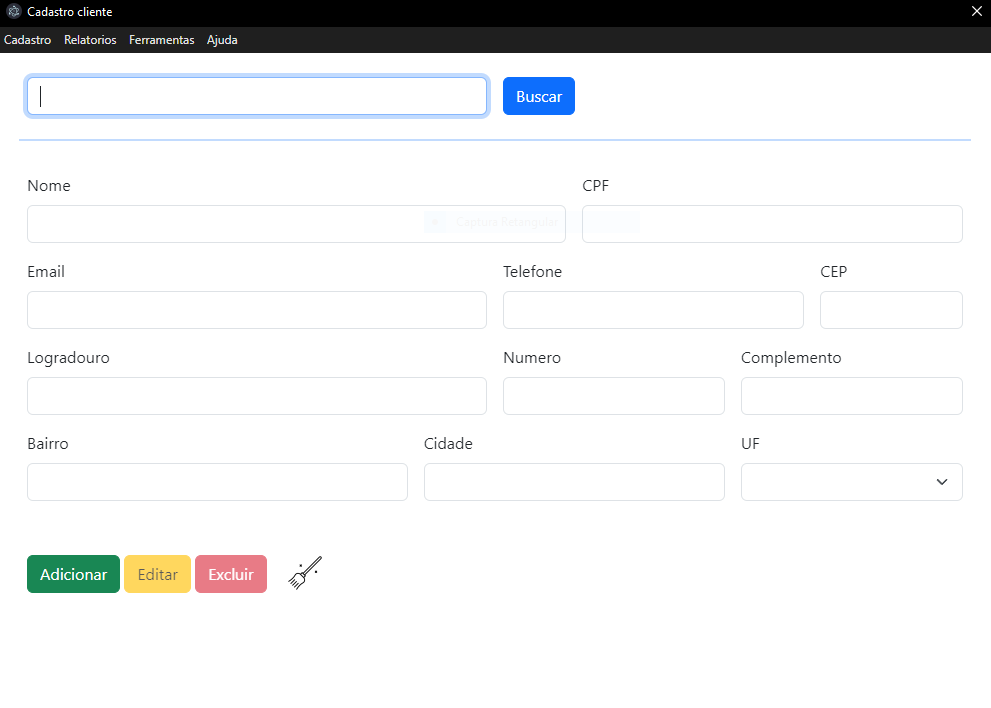 Cadastro cliente
Cadastro Relatorios Ferramentas Ajuda
Buscar
Nome CPF
Captura Retangular
Email Telefone CEP
Logradouro Numero Complemento
Bairro Cidade UF
Adicionar Editar Excluir